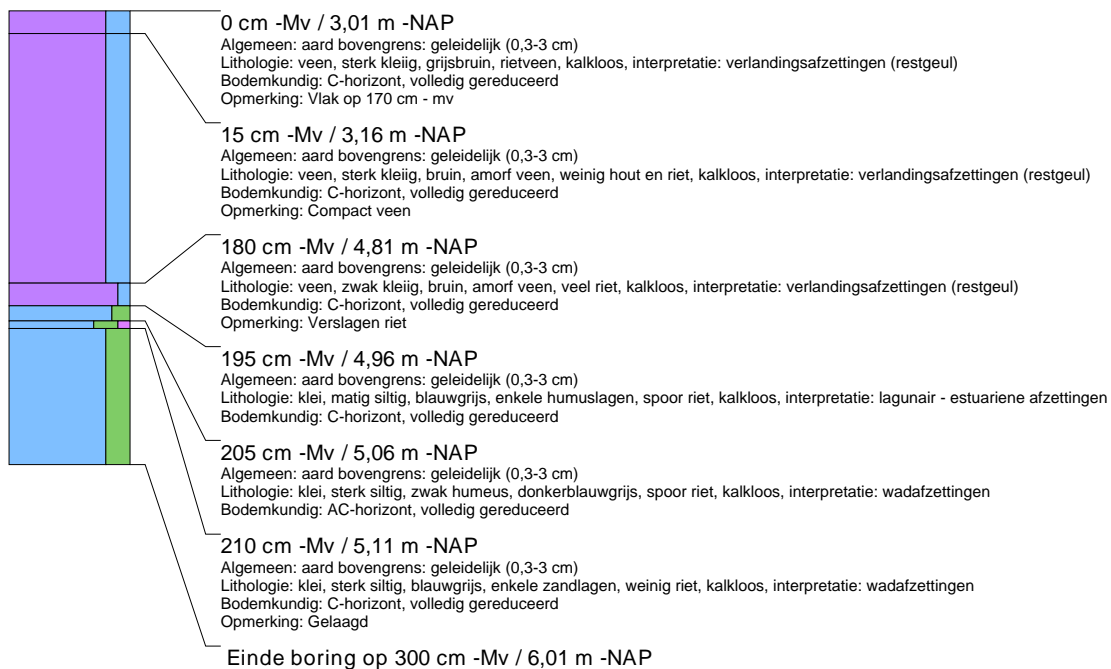 0 cm -Mv / 3,01 m -NAP
Algemeen: aard bovengrens: geleidelijk (0,3-3 cm)
Lithologie: veen, sterk kleiig, grijsbruin, rietveen, kalkloos, interpretatie: verlandingsafzettingen (restgeul)
Bodemkundig: C-horizont, volledig gereduceerd
Opmerking: Vlak op 170 cm - mv
15 cm -Mv / 3,16 m -NAP
Algemeen: aard bovengrens: geleidelijk (0,3-3 cm)
Lithologie: veen, sterk kleiig, bruin, amorf veen, weinig hout en riet, kalkloos, interpretatie: verlandingsafzettingen (restgeul)
Bodemkundig: C-horizont, volledig gereduceerd
Opmerking: Compact veen
180 cm -Mv / 4,81 m -NAP
Algemeen: aard bovengrens: geleidelijk (0,3-3 cm)
Lithologie: veen, zwak kleiig, bruin, amorf veen, veel riet, kalkloos, interpretatie: verlandingsafzettingen (restgeul)
Bodemkundig: C-horizont, volledig gereduceerd
Opmerking: Verslagen riet
195 cm -Mv / 4,96 m -NAP
Algemeen: aard bovengrens: geleidelijk (0,3-3 cm)
Lithologie: klei, matig siltig, blauwgrijs, enkele humuslagen, spoor riet, kalkloos, interpretatie: lagunair - estuariene afzettingen
Bodemkundig: C-horizont, volledig gereduceerd
205 cm -Mv / 5,06 m -NAP
Algemeen: aard bovengrens: geleidelijk (0,3-3 cm)
Lithologie: klei, sterk siltig, zwak humeus, donkerblauwgrijs, spoor riet, kalkloos, interpretatie: wadafzettingen
Bodemkundig: AC-horizont, volledig gereduceerd
210 cm -Mv / 5,11 m -NAP
Algemeen: aard bovengrens: geleidelijk (0,3-3 cm)
Lithologie: klei, sterk siltig, blauwgrijs, enkele zandlagen, weinig riet, kalkloos, interpretatie: wadafzettingen
Bodemkundig: C-horizont, volledig gereduceerd
Opmerking: Gelaagd
Einde boring op 300 cm -Mv / 6,01 m -NAP